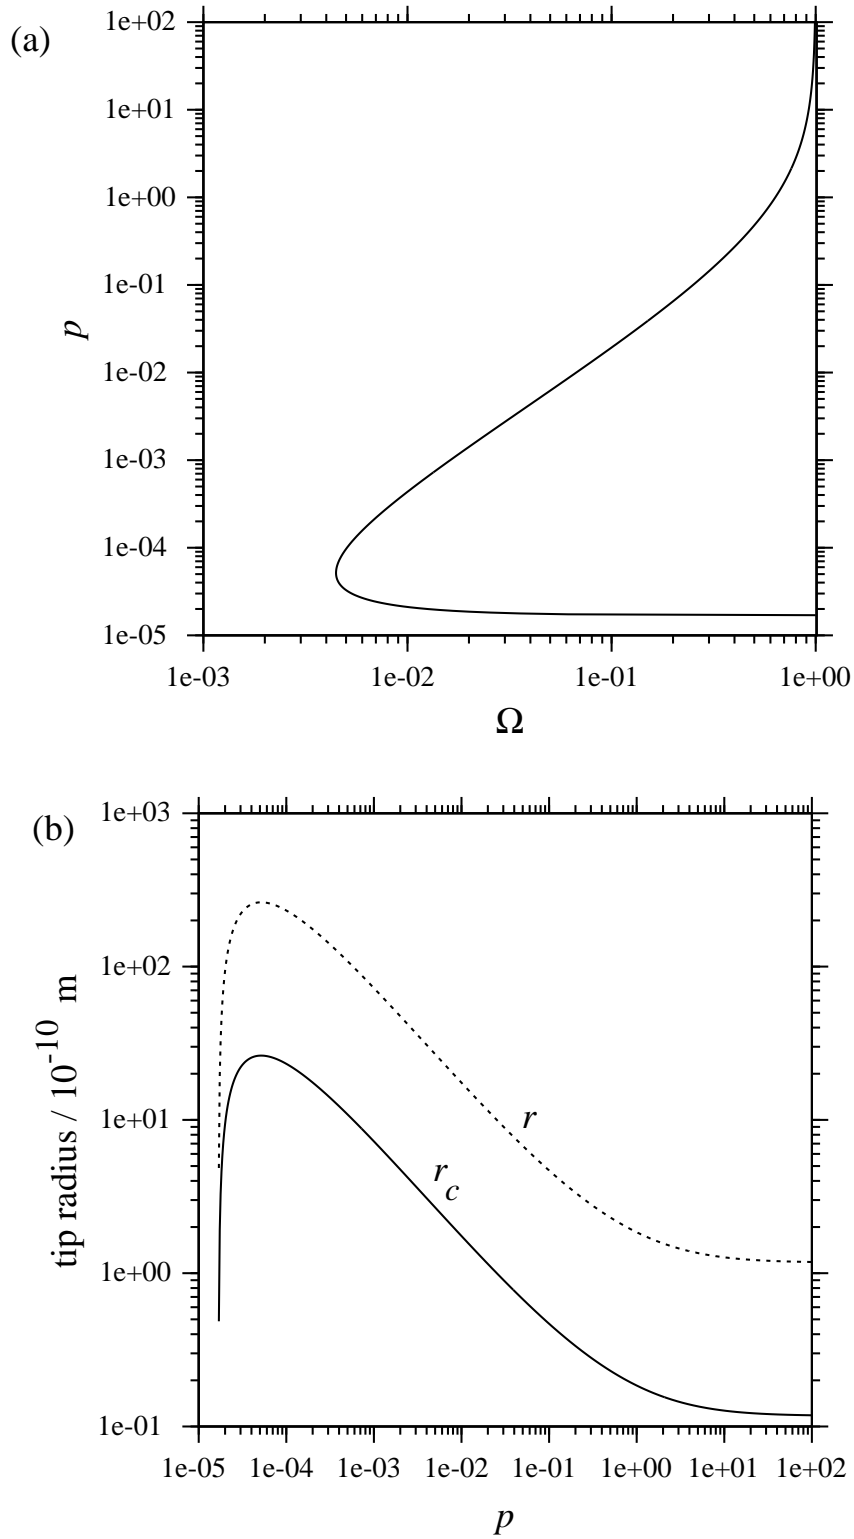 (a)
1e+02
1e+01
1e+00
1e-01
1e-02
1e-03
1e-04
1e-05
p
1e-03 1e-02 1e-01 1e+00
Ω
(b)
1e+03
1e+02
1e+01
1e+00
1e-01
tip radius / 10^-10 m
r
r_c
1e-05 1e-04 1e-03 1e-02 1e-01 1e+00 1e+01 1e+02
p